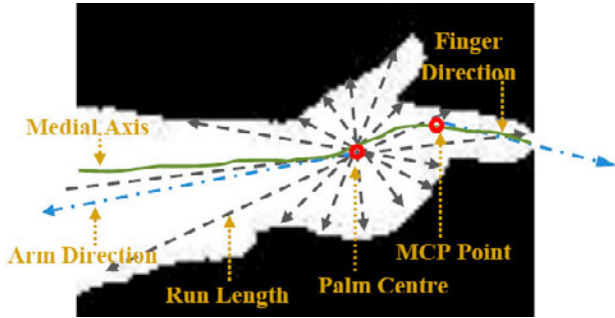 Finger
Direction
Medial Axis
Arm Direction
Run Length
Palm Centre
MCP Point